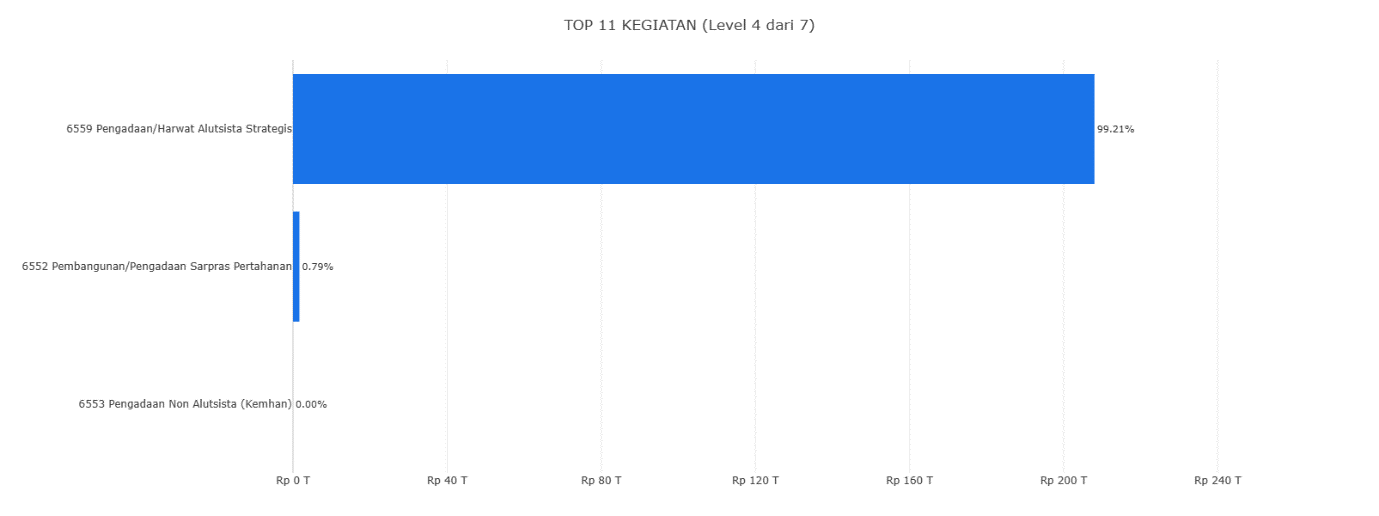 TOP 11 KEGIATAN (Level 4 dari 7)
6559 Pengadaan/Harwat Alutsista Strategis
99.21%
6552 Pembangunan/Pengadaan Sarpras Pertahanan
0.79%
6553 Pengadaan Non Alutsista (Kemhan)
0.00%
Rp 0 T Rp 40 T Rp 80 T Rp 120 T Rp 160 T Rp 200 T Rp 240 T